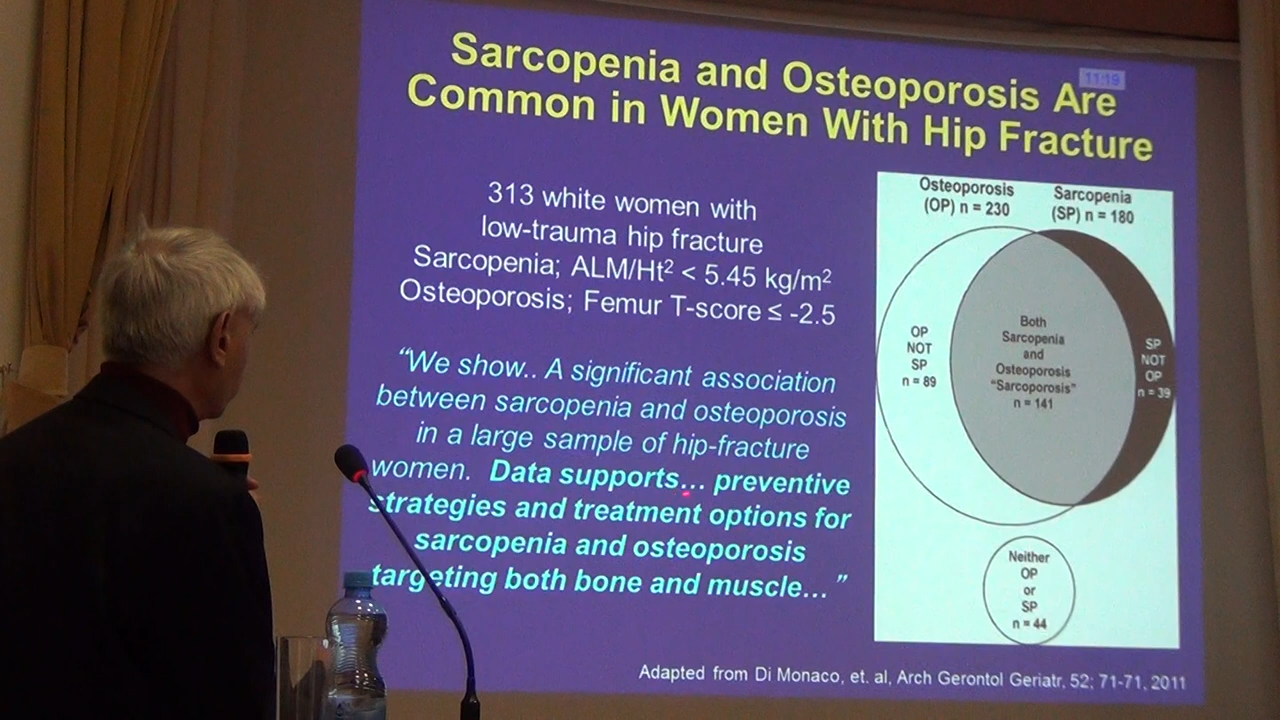 Sarcopenia and Osteoporosis Are
11:19
Common in Women With Hip Fracture
313 white women with
low-trauma hip fracture
Sarcopenia; ALM/Ht² < 5.45 kg/m²
Osteoporosis; Femur T-score ≤ -2.5
“We show.. A significant association
between sarcopenia and osteoporosis
in a large sample of hip-fracture
women. Data supports… preventive
strategies and treatment options for
sarcopenia and osteoporosis
targeting both bone and muscle… ”
Osteoporosis
(OP) n = 230
Sarcopenia
(SP) n = 180
OP
NOT
SP
n = 89
Both
Sarcopenia
and
Osteoporosis
“Sarcoporosis”
n = 141
SP
NOT
OP
n = 39
Neither
OP
or
SP
n = 44
Adapted from Di Monaco, et. al, Arch Gerontol Geriatr, 52; 71-71, 2011